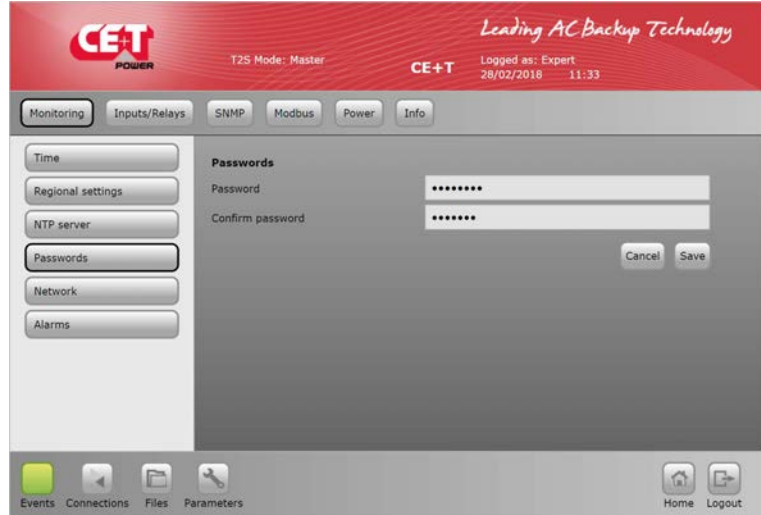 CE+T
POWER
Leading AC Backup Technology
T2S Mode: Master
CE+T
Logged as: Expert
28/02/2018 11:33
Monitoring Inputs/Relays SNMP Modbus Power Info
Time
Regional settings
NTP server
Passwords
Network
Alarms
Passwords
Password ••••••••
Confirm password •••••••
Cancel Save
Events Connections Files Parameters Home Logout